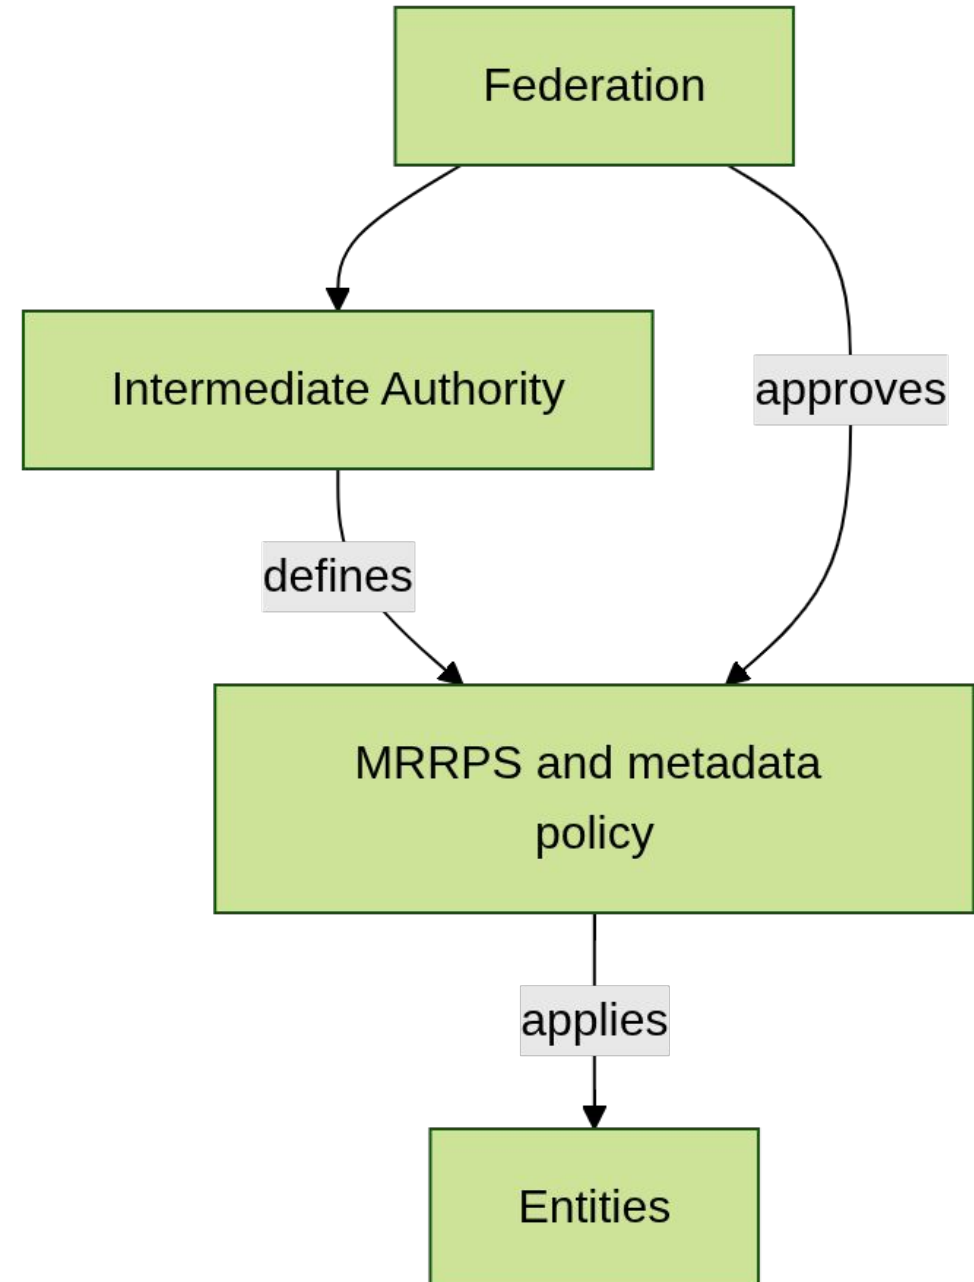 Federation
Intermediate Authority
approves
defines
MRRPS and metadata
policy
applies
Entities